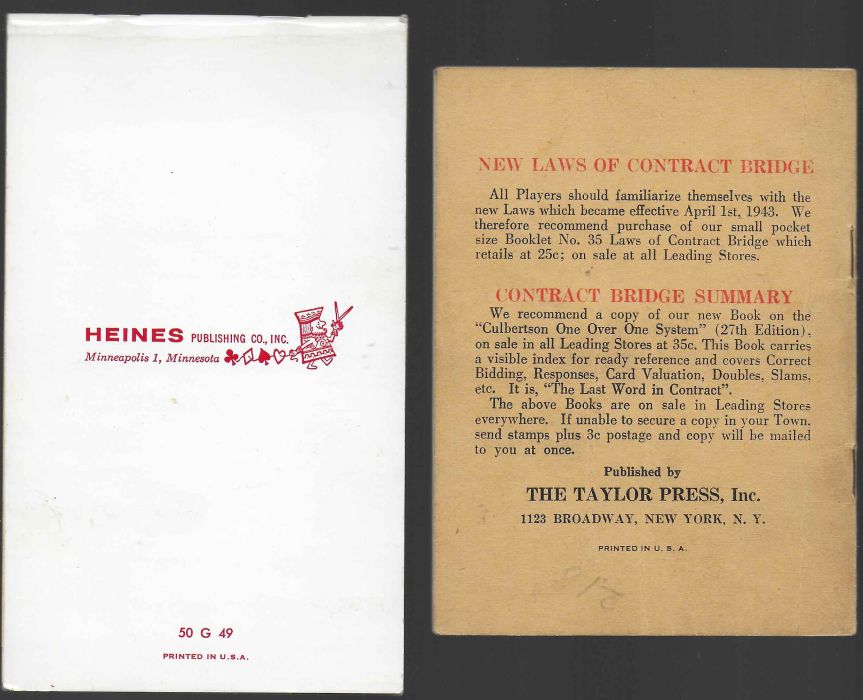 HEINES PUBLISHING CO., INC.
Minneapolis 1, Minnesota
50 G 49
PRINTED IN U.S.A.
NEW LAWS OF CONTRACT BRIDGE
All Players should familiarize themselves with the
new Laws which became effective April 1st, 1943. We
therefore recommend purchase of our small pocket
size Booklet No. 35 Laws of Contract Bridge which
retails at 25c; on sale at all Leading Stores.
CONTRACT BRIDGE SUMMARY
We recommend a copy of our new Book on the
"Culbertson One Over One System" (27th Edition),
on sale in all Leading Stores at 35c. This Book carries
a visible index for ready reference and covers Correct
Bidding, Responses, Card Valuation, Doubles, Slams,
etc. It is, "The Last Word in Contract".
The above Books are on sale in Leading Stores
everywhere. If unable to secure a copy in your Town,
send stamps plus 3c postage and copy will be mailed
to you at once.
Published by
THE TAYLOR PRESS, Inc.
1123 BROADWAY, NEW YORK, N. Y.
PRINTED IN U. S. A.